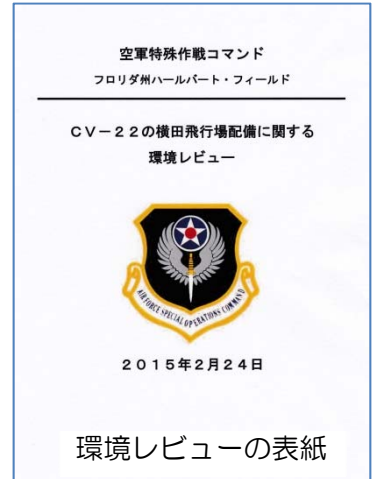 空軍特殊作戦コマンド
フロリダ州ハールバート・フィールド
CV－22の横田飛行場配備に関する
環境レビュー
AIR FORCE SPECIAL OPERATIONS COMMAND
2015年2月24日
環境レビューの表紙